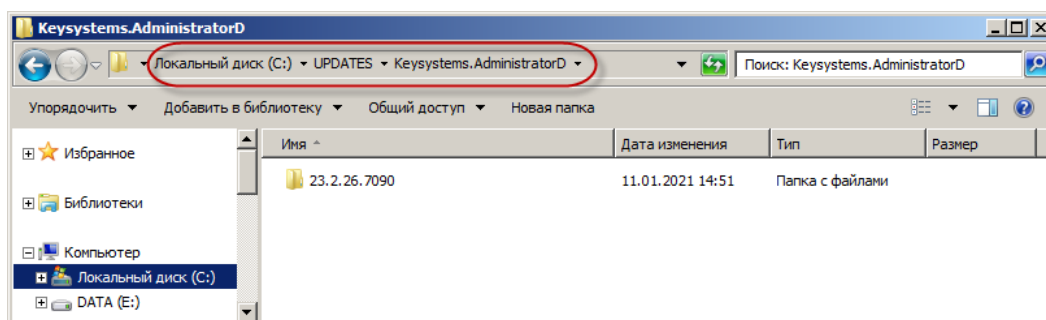 Keysystems.AdministratorD
Локальный диск (C:) UPDATES Keysystems.AdministratorD
Поиск: Keysystems.AdministratorD
Упорядочить Добавить в библиотеку Общий доступ Новая папка
Имя Дата изменения Тип Размер
Избранное
23.2.26.7090 11.01.2021 14:51 Папка с файлами
Библиотеки
Компьютер
Локальный диск (C:)
DATA (E:)